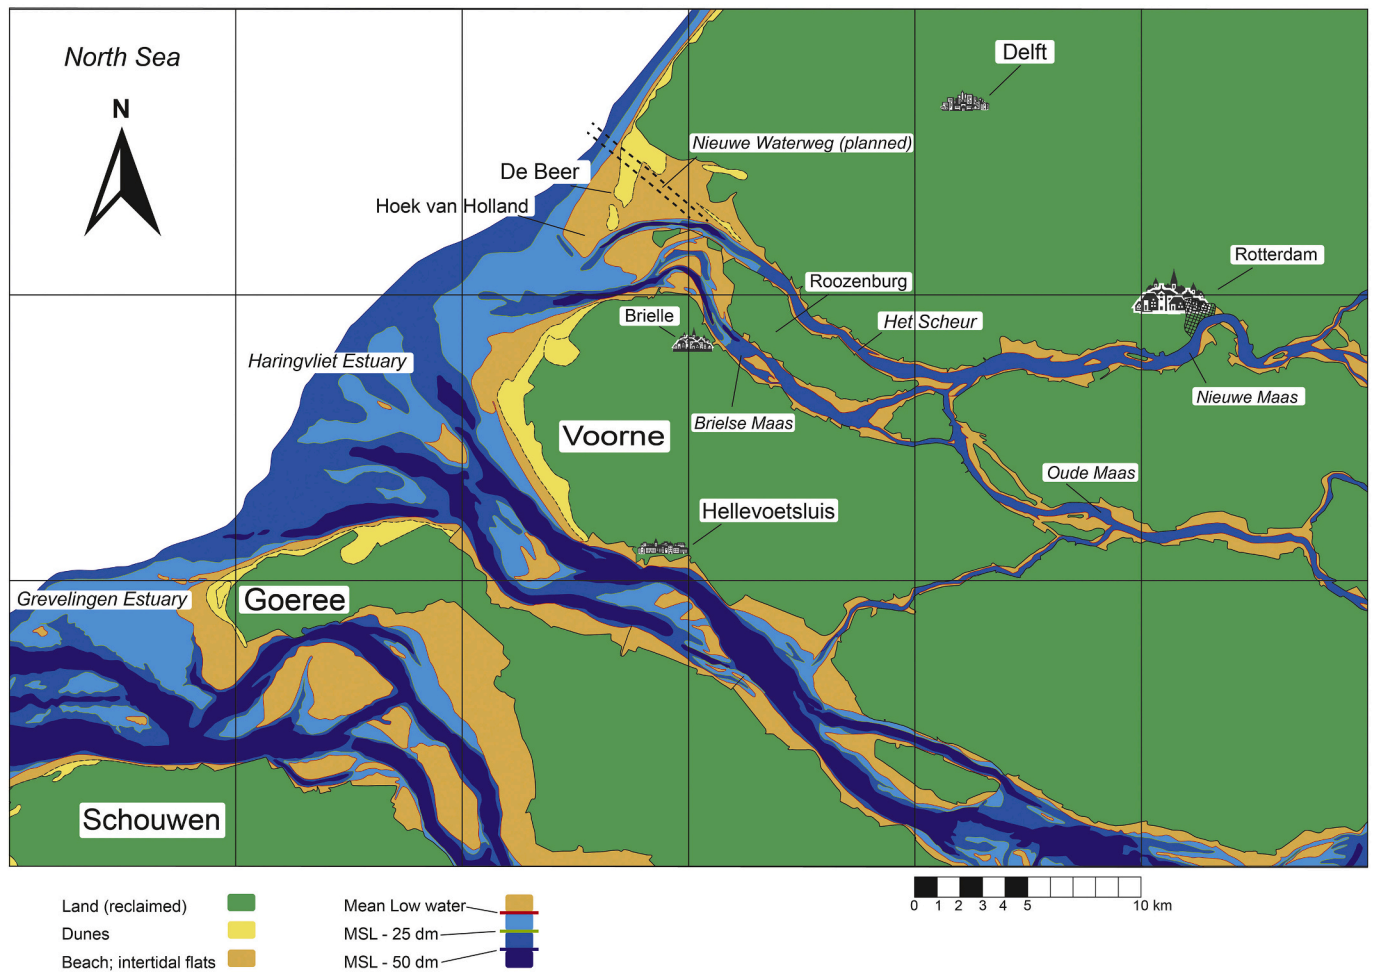 North Sea
N
Delft
Nieuwe Waterweg (planned)
De Beer
Hoek van Holland
Rotterdam
Roozenburg
Brielle
Het Scheur
Haringvliet Estuary
Nieuwe Maas
Brielse Maas
Voorne
Oude Maas
Hellevoetsluis
Grevelingen Estuary
Goeree
Schouwen
Land (reclaimed)
Dunes
Beach; intertidal flats
Mean Low water
MSL - 25 dm
MSL - 50 dm
0 1 2 3 4 5 10 km